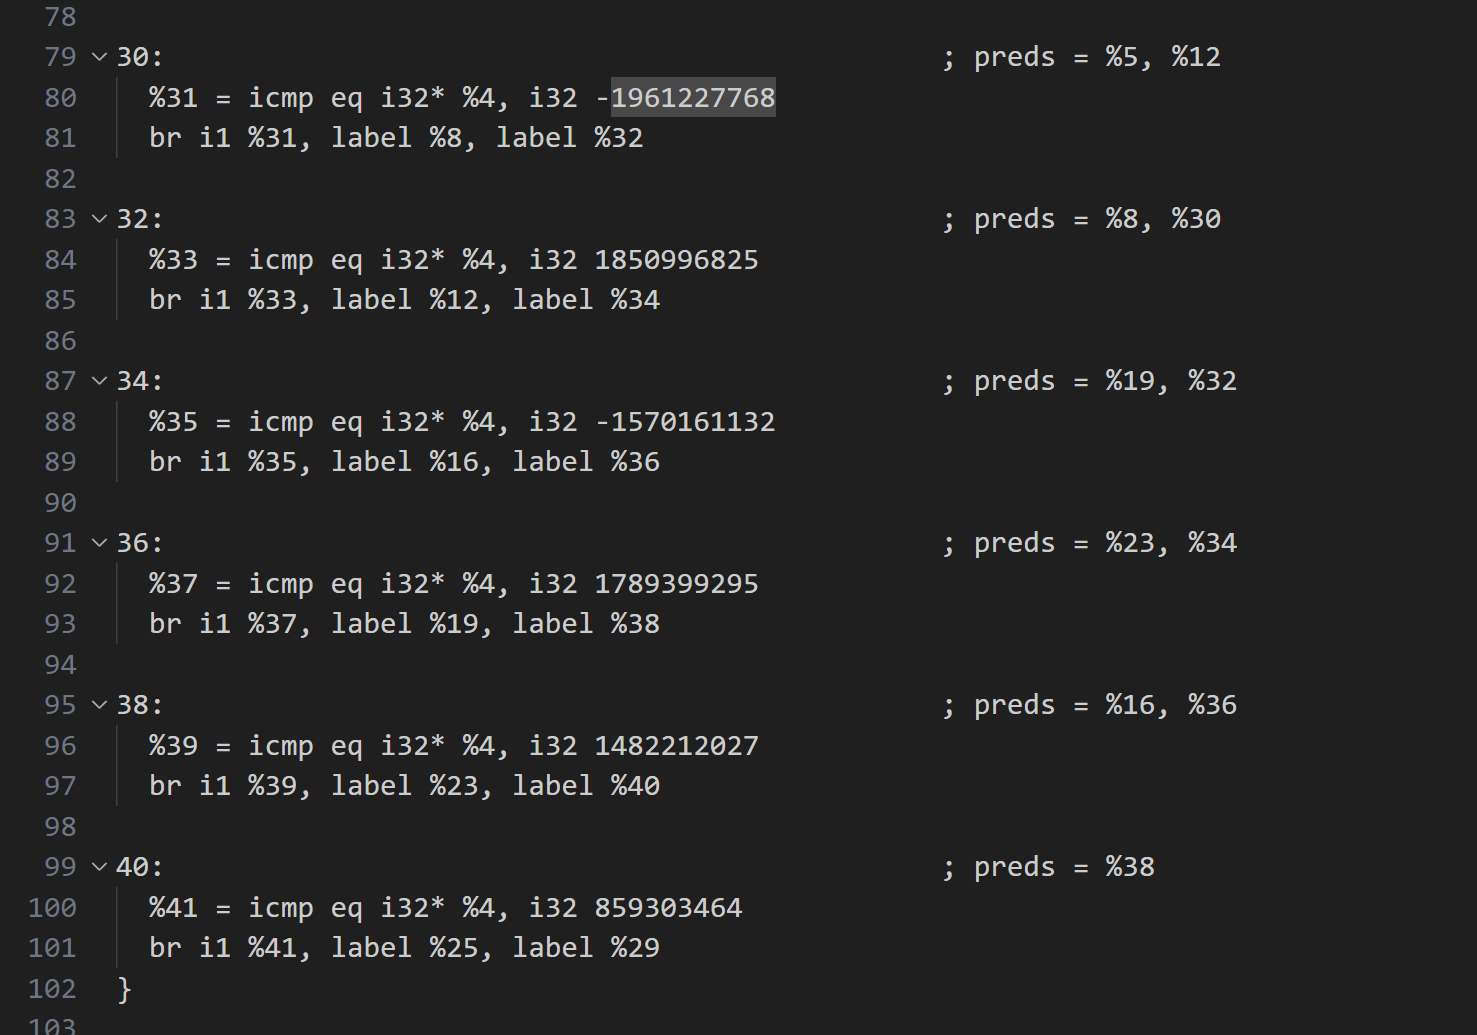 78
79 30: ; preds = %5, %12
80 %31 = icmp eq i32* %4, i32 -1961227768
81 br i1 %31, label %8, label %32
82
83 32: ; preds = %8, %30
84 %33 = icmp eq i32* %4, i32 1850996825
85 br i1 %33, label %12, label %34
86
87 34: ; preds = %19, %32
88 %35 = icmp eq i32* %4, i32 -1570161132
89 br i1 %35, label %16, label %36
90
91 36: ; preds = %23, %34
92 %37 = icmp eq i32* %4, i32 1789399295
93 br i1 %37, label %19, label %38
94
95 38: ; preds = %16, %36
96 %39 = icmp eq i32* %4, i32 1482212027
97 br i1 %39, label %23, label %40
98
99 40: ; preds = %38
100 %41 = icmp eq i32* %4, i32 859303464
101 br i1 %41, label %25, label %29
102 }
103